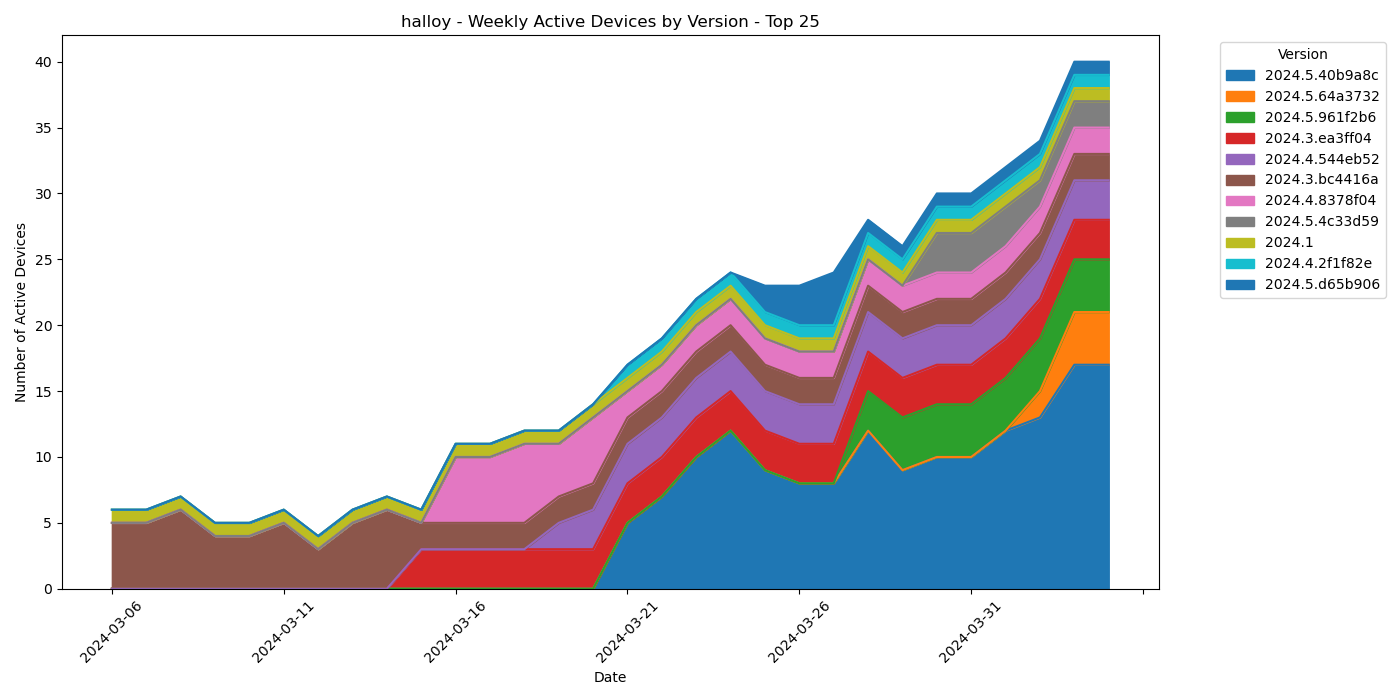 halloy - Weekly Active Devices by Version - Top 25
Number of Active Devices
40
35
30
25
20
15
10
5
0
2024-03-06
2024-03-11
2024-03-16
2024-03-21
2024-03-26
2024-03-31
Date
Version
2024.5.40b9a8c
2024.5.64a3732
2024.5.961f2b6
2024.3.ea3ff04
2024.4.544eb52
2024.3.bc4416a
2024.4.8378f04
2024.5.4c33d59
2024.1
2024.4.2f1f82e
2024.5.d65b906